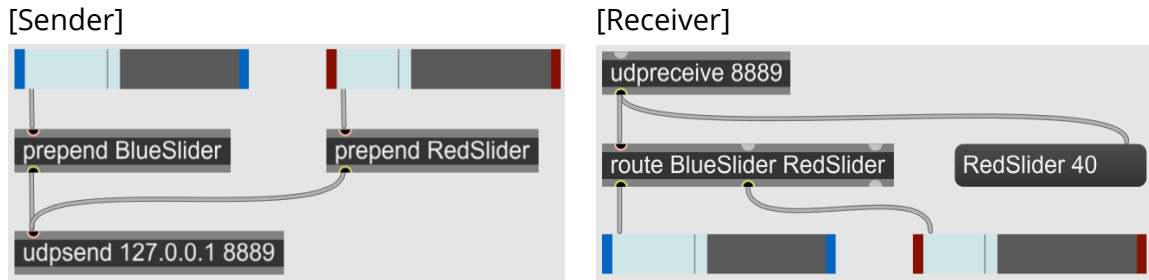 [Sender]
prepend BlueSlider
prepend RedSlider
udpsend 127.0.0.1 8889
[Receiver]
udpreceive 8889
route BlueSlider RedSlider
RedSlider 40